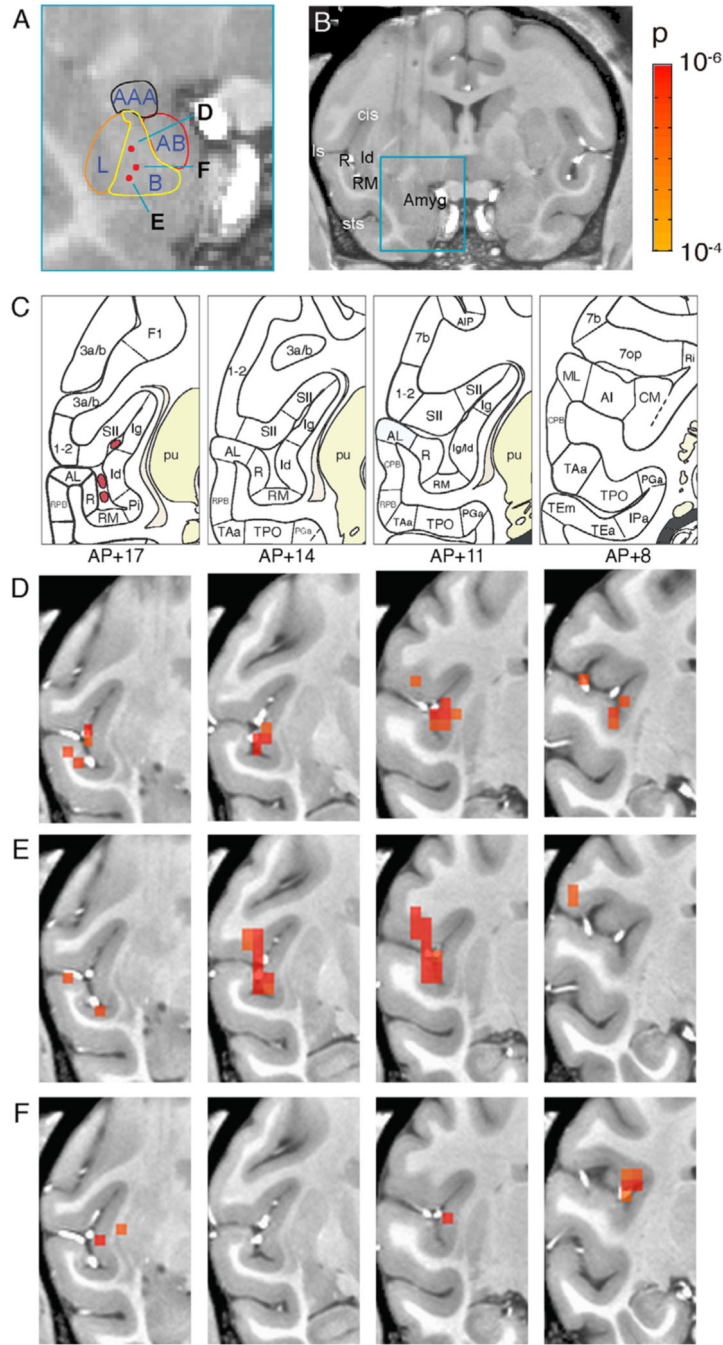 A
AAA
D
AB
L
F
B
E
B
cis
ls
R
Id
RM
Amyg
sts
p
10-6
10-4
C
3a/b
F1
3a/b
SII
Ig
1-2
pu
AL
Id
R
Pi
RPB
RM
AP+17
1-2
3a/b
SII
SII
Ig
AL
R
Id
pu
RPB
RM
TAa
TPO
PGa
AP+14
7b
AIP
1-2
SII
SII
Ig
AL
CPB
R
Ig/Id
pu
RM
RPB
TAa
TPO
PGa
AP+11
7b
7op
Ri
ML
AI
CM
CPB
TAa
PGa
TPO
TEm
IPa
TEa
AP+8
D
E
F